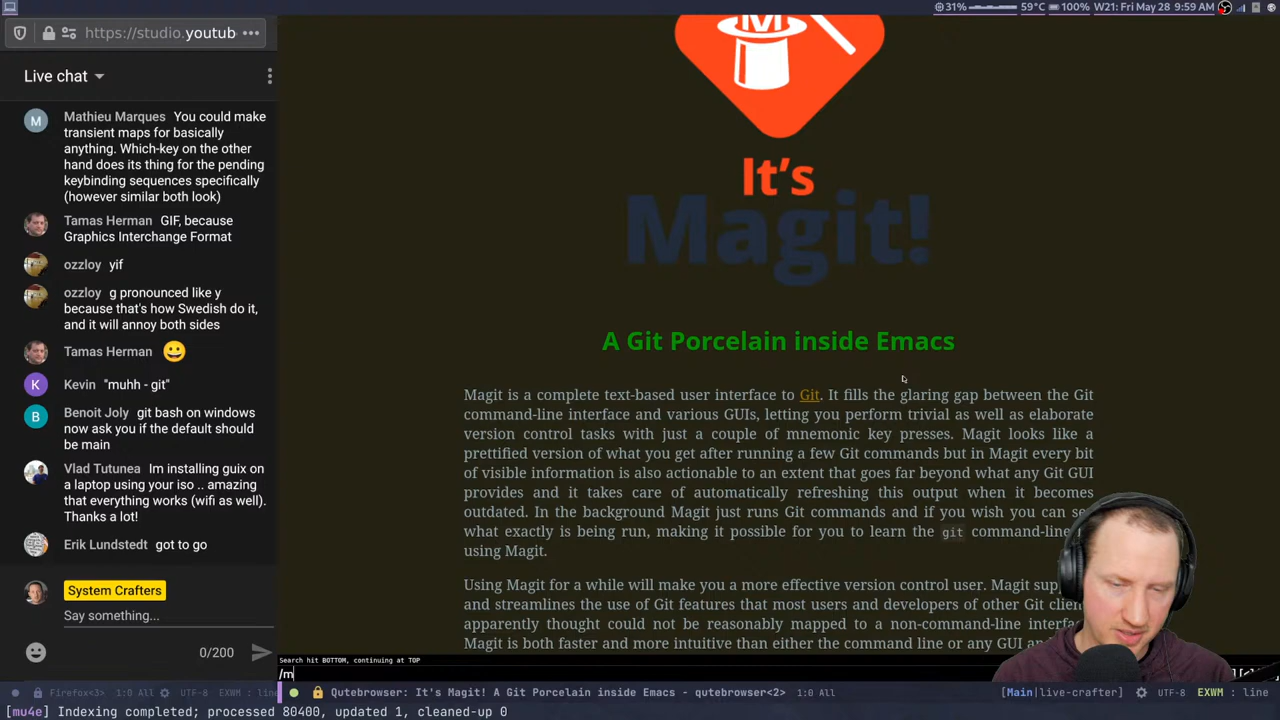 31% 59°C 100% W21: Fri May 28 9:59 AM
https://studio.youtub
Live chat
Mathieu Marques You could make
transient maps for basically
anything. Which-key on the other
hand does its thing for the pending
keybinding sequences specifically
(however similar both look)
Tamas Herman GIF, because
Graphics Interchange Format
ozzloy yif
ozzloy g pronounced like y
because that's how Swedish do it,
and it will annoy both sides
Tamas Herman 😀
Kevin "muhh - git"
Benoit Joly git bash on windows
now ask you if the default should
be main
Vlad Tutunea Im installing guix on
a laptop using your iso .. amazing
that everything works (wifi as well).
Thanks a lot!
Erik Lundstedt got to go
System Crafters
Say something...
0/200
It's
Magit!
A Git Porcelain inside Emacs
Magit is a complete text-based user interface to Git. It fills the glaring gap between the Git
command-line interface and various GUIs, letting you perform trivial as well as elaborate
version control tasks with just a couple of mnemonic key presses. Magit looks like a
prettified version of what you get after running a few Git commands but in Magit every bit
of visible information is also actionable to an extent that goes far beyond what any Git GUI
provides and it takes care of automatically refreshing this output when it becomes
outdated. In the background Magit just runs Git commands and if you wish you can se
what exactly is being run, making it possible for you to learn the git command-line
using Magit.
Using Magit for a while will make you a more effective version control user. Magit sup
and streamlines the use of Git features that most users and developers of other Git clien
apparently thought could not be reasonably mapped to a non-command-line interfa
Magit is both faster and more intuitive than either the command line or any GUI an
Search hit BOTTOM, continuing at TOP
/m
Firefox<3> 1:0 All UTF-8 EXWM : line
Qutebrowser: It's Magit! A Git Porcelain inside Emacs - qutebrowser<2> 1:0 All [Main|live-crafter] UTF-8 EXWM : line
[mu4e] Indexing completed; processed 80400, updated 1, cleaned-up 0